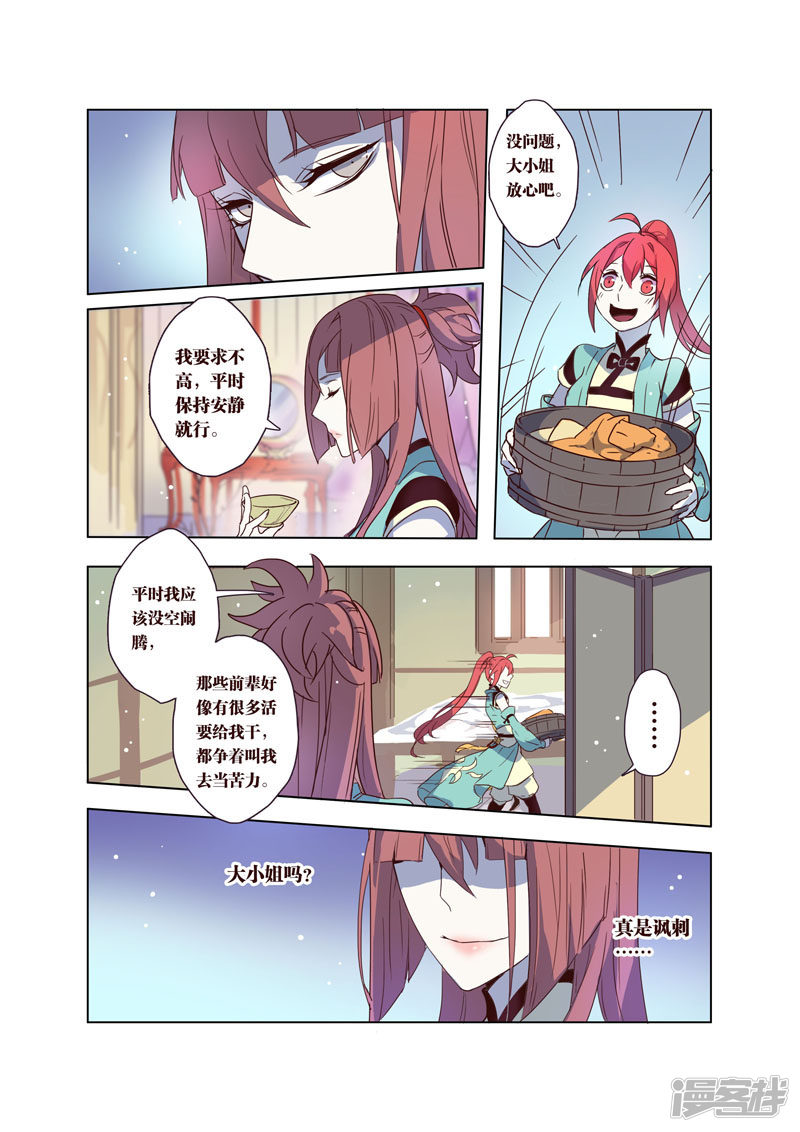 我要求不
高，平时
保持安静
就行。
没问题，
大小姐
放心吧。
平时我应
该没空闹
腾，
那些前辈好
像有很多活
要给我干，
都争着叫我
去当苦力。
……
大小姐吗？
真是讽刺
……
漫客栈